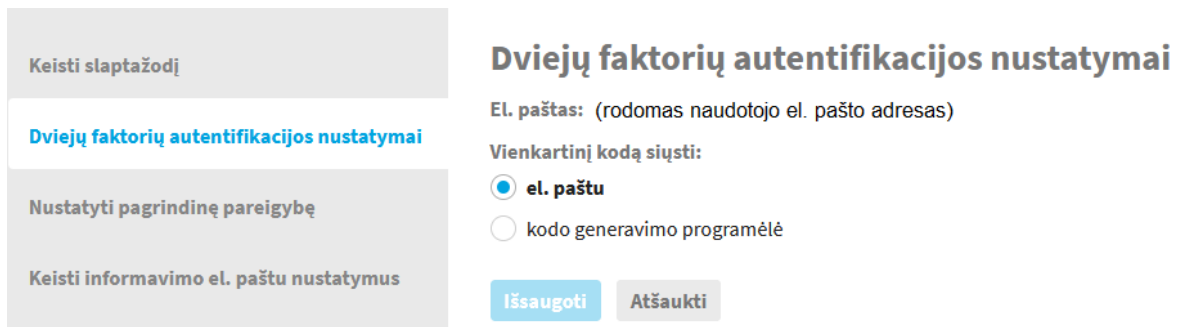 Keisti slaptažodį
Dviejų faktorių autentifikacijos nustatymai
Nustatyti pagrindinę pareigybę
Keisti informavimo el. paštu nustatymus
Dviejų faktorių autentifikacijos nustatymai
El. paštas: (rodomas naudotojo el. pašto adresas)
Vienkartinį kodą siųsti:
el. paštu
kodo generavimo programėlė
Išsaugoti Atšaukti